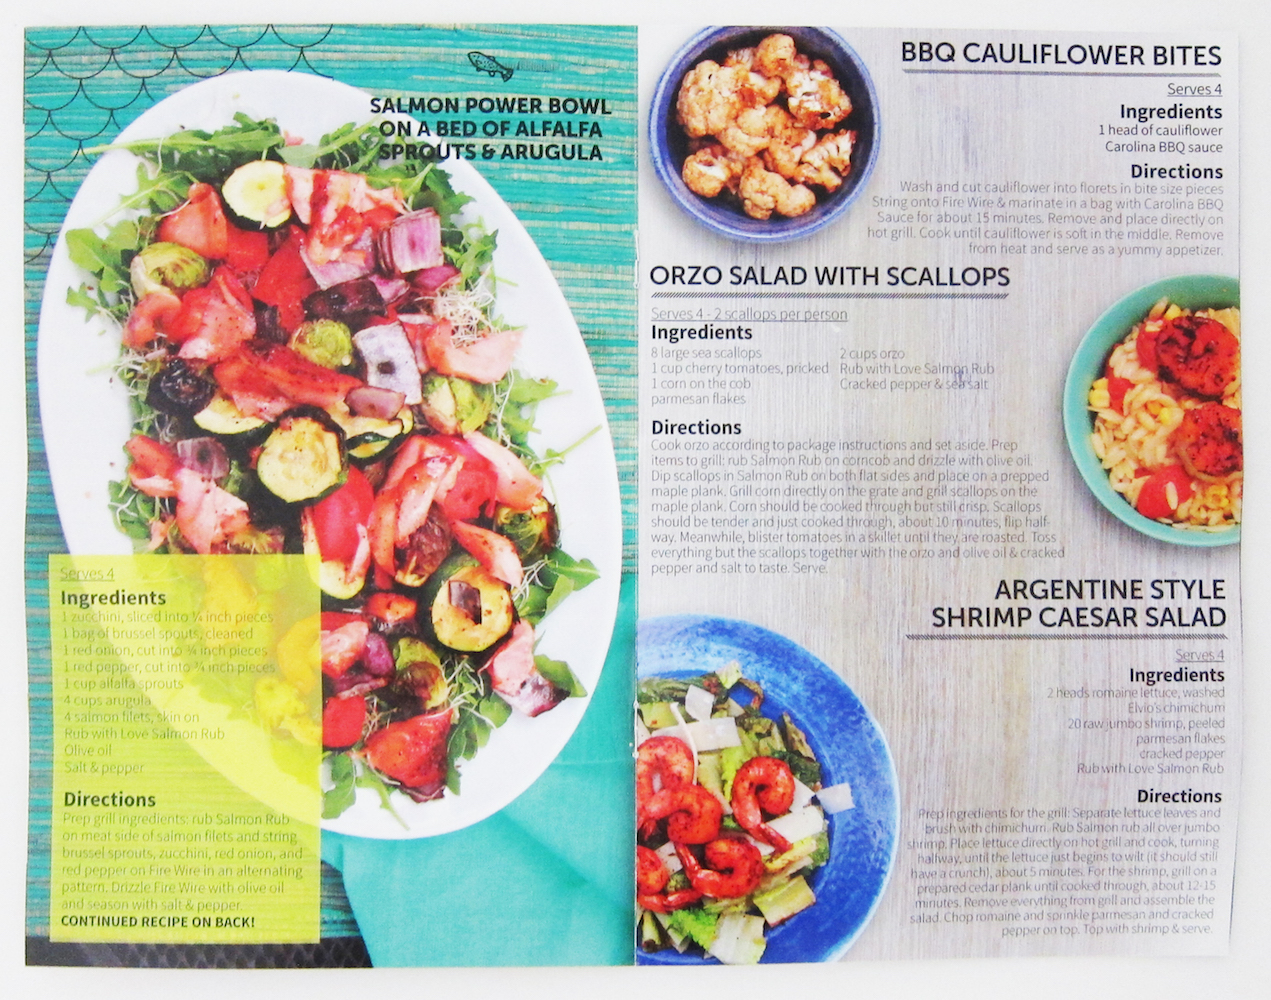 SALMON POWER BOWL
ON A BED OF ALFALFA
SPROUTS & ARUGULA
Serves 4
Ingredients
1 zucchini, sliced into ¼ inch pieces
1 bag of brussel spouts, cleaned
1 red onion, cut into ¾ inch pieces
1 red pepper, cut into ¾ inch pieces
1 cup alfalfa sprouts
4 cups arugula
4 salmon filets, skin on
Rub with Love Salmon Rub
Olive oil
Salt & pepper
Directions
Prep grill ingredients: rub Salmon Rub
on meat side of salmon filets and string
brussel sprouts, zucchini, red onion, and
red pepper on Fire Wire in an alternating
pattern. Drizzle Fire Wire with olive oil
and season with salt & pepper.
CONTINUED RECIPE ON BACK!
BBQ CAULIFLOWER BITES
Serves 4
Ingredients
1 head of cauliflower
Carolina BBQ sauce
Directions
Wash and cut cauliflower into florets in bite size pieces
String onto Fire Wire & marinate in a bag with Carolina BBQ
Sauce for about 15 minutes. Remove and place directly on
hot grill. Cook until cauliflower is soft in the middle. Remove
from heat and serve as a yummy appetizer.
ORZO SALAD WITH SCALLOPS
Serves 4 - 2 scallops per person
Ingredients
8 large sea scallops
1 cup cherry tomatoes, pricked
1 corn on the cob
parmesan flakes
2 cups orzo
Rub with Love Salmon Rub
Cracked pepper & sea salt
Directions
Cook orzo according to package instructions and set aside. Prep
items to grill: rub Salmon Rub on corncob and drizzle with olive oil.
Dip scallops in Salmon Rub on both flat sides and place on a prepped
maple plank. Grill corn directly on the grate and grill scallops on the
maple plank. Corn should be cooked through but still crisp. Scallops
should be tender and just cooked through, about 10 minutes, flip half-
way. Meanwhile, blister tomatoes in a skillet until they are roasted. Toss
everything but the scallops together with the orzo and olive oil & cracked
pepper and salt to taste. Serve.
ARGENTINE STYLE
SHRIMP CAESAR SALAD
Serves 4
Ingredients
2 heads romaine lettuce, washed
Elvio's chimichurri
20 raw jumbo shrimp, peeled
parmesan flakes
cracked pepper
Rub with Love Salmon Rub
Directions
Prep ingredients for the grill: Separate lettuce leaves and
brush with chimichurri. Rub Salmon rub all over jumbo
shrimp. Place lettuce directly on hot grill and cook, turning
halfway, until the lettuce just begins to wilt (it should still
have a crunch), about 5 minutes. For the shrimp, grill on a
prepared cedar plank until cooked through, about 12-15
minutes. Remove everything from grill and assemble the
salad. Chop romaine and sprinkle parmesan and cracked
pepper on top. Top with shrimp & serve.